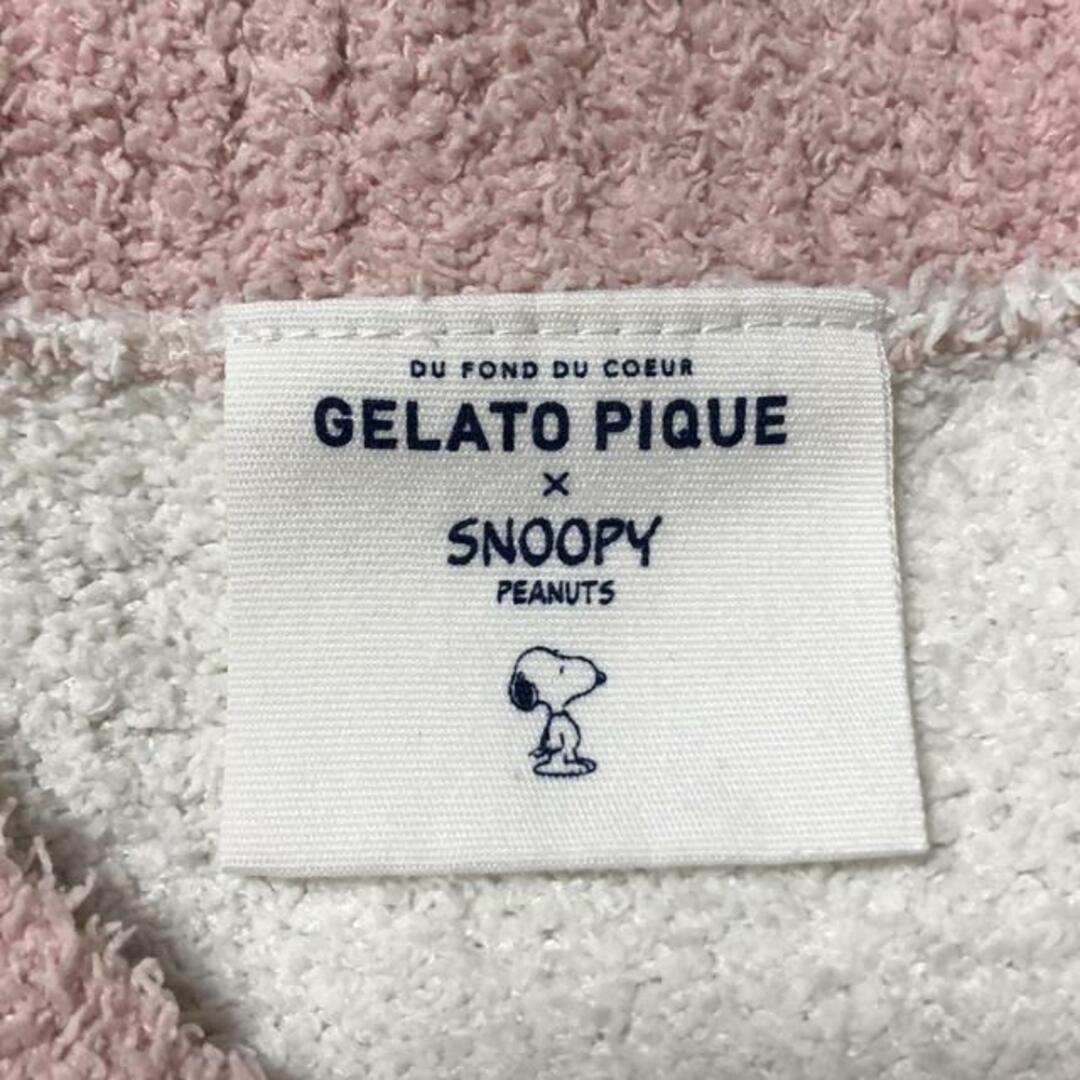 DU FOND DU COEUR
GELATO PIQUE
×
SNOOPY
PEANUTS